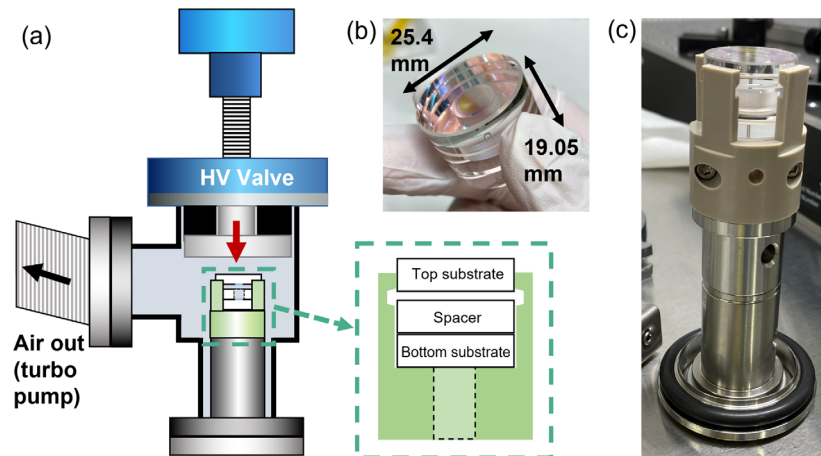 (a)
HV Valve
Air out
(turbo
pump)
(b)
25.4
mm
19.05
mm
Top substrate
Spacer
Bottom substrate
(c)